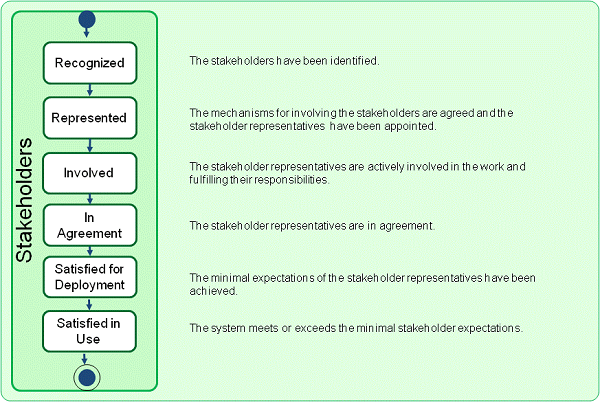 Stakeholders
Recognized
The stakeholders have been identified.
Represented
The mechanisms for involving the stakeholders are agreed and the
stakeholder representatives have been appointed.
Involved
The stakeholder representatives are actively involved in the work and
fulfilling their responsibilities.
In
Agreement
The stakeholder representatives are in agreement.
Satisfied for
Deployment
The minimal expectations of the stakeholder representatives have been
achieved.
Satisfied in
Use
The system meets or exceeds the minimal stakeholder expectations.